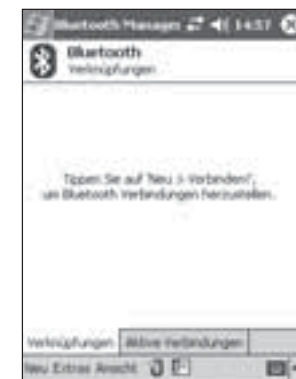 Bluetooth Manager 14:57
Bluetooth
Verknüpfungen
Tippen Sie auf 'Neu > Verbinden',
um Bluetooth Verbindungen herzustellen.
Verknüpfungen Aktive Verbindungen
Neu Extras Ansicht